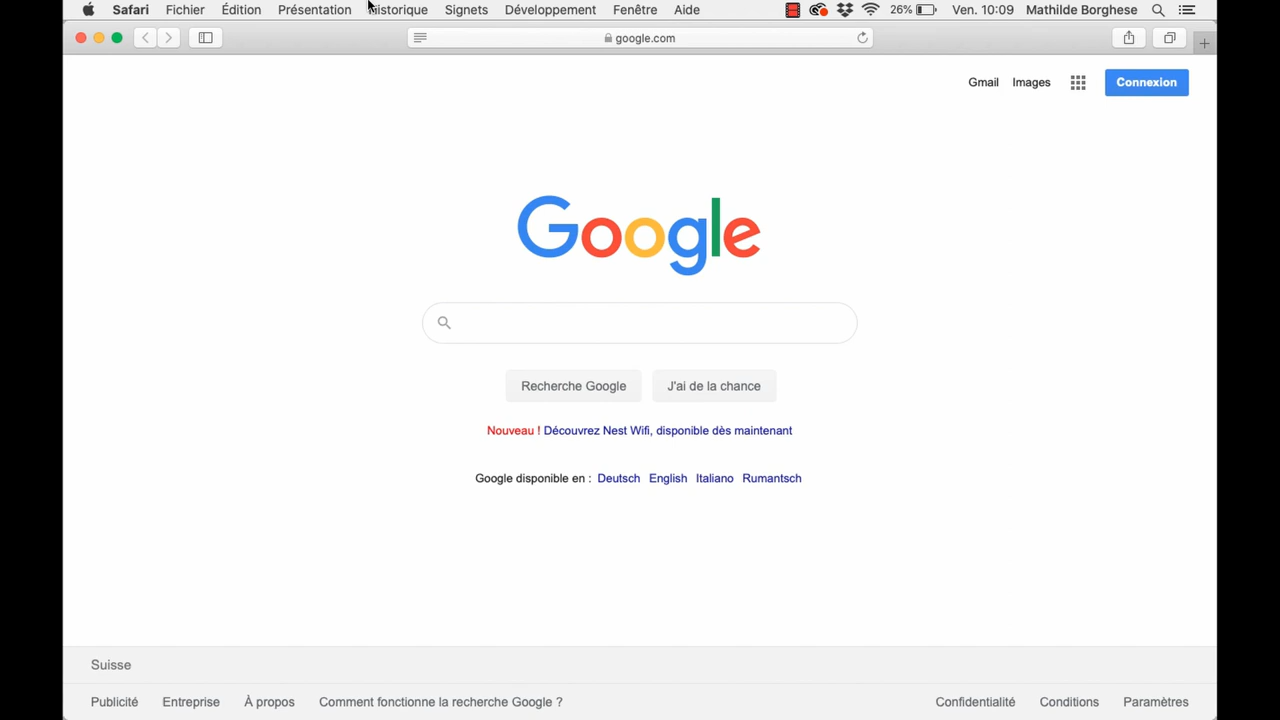 Safari Fichier Édition Présentation Historique Signets Développement Fenêtre Aide 26% Ven. 10:09 Mathilde Borghese
google.com
Gmail Images Connexion
Google
Recherche Google J'ai de la chance
Nouveau ! Découvrez Nest Wifi, disponible dès maintenant
Google disponible en : Deutsch English Italiano Rumantsch
Suisse
Publicité Entreprise À propos Comment fonctionne la recherche Google ? Confidentialité Conditions Paramètres